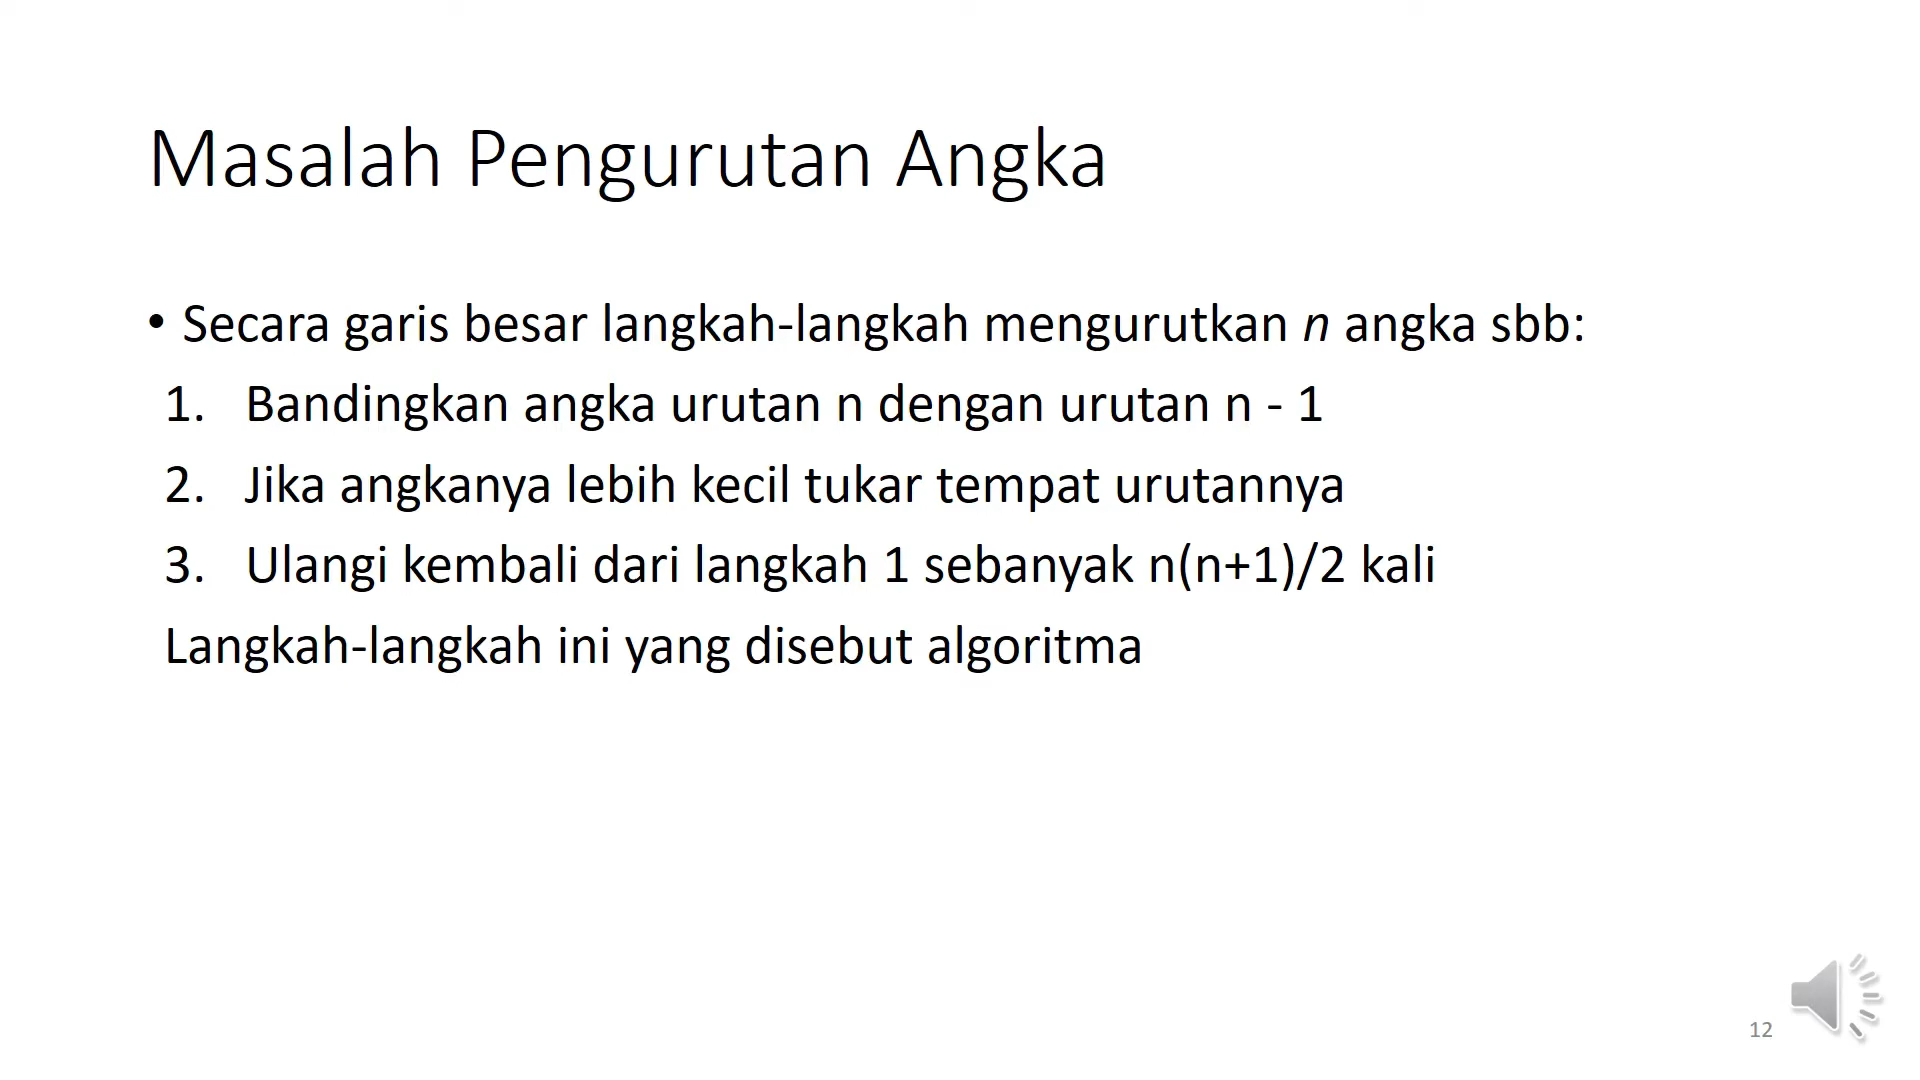 Masalah Pengurutan Angka
• Secara garis besar langkah-langkah mengurutkan n angka sbb:
1. Bandingkan angka urutan n dengan urutan n - 1
2. Jika angkanya lebih kecil tukar tempat urutannya
3. Ulangi kembali dari langkah 1 sebanyak n(n+1)/2 kali
Langkah-langkah ini yang disebut algoritma
12